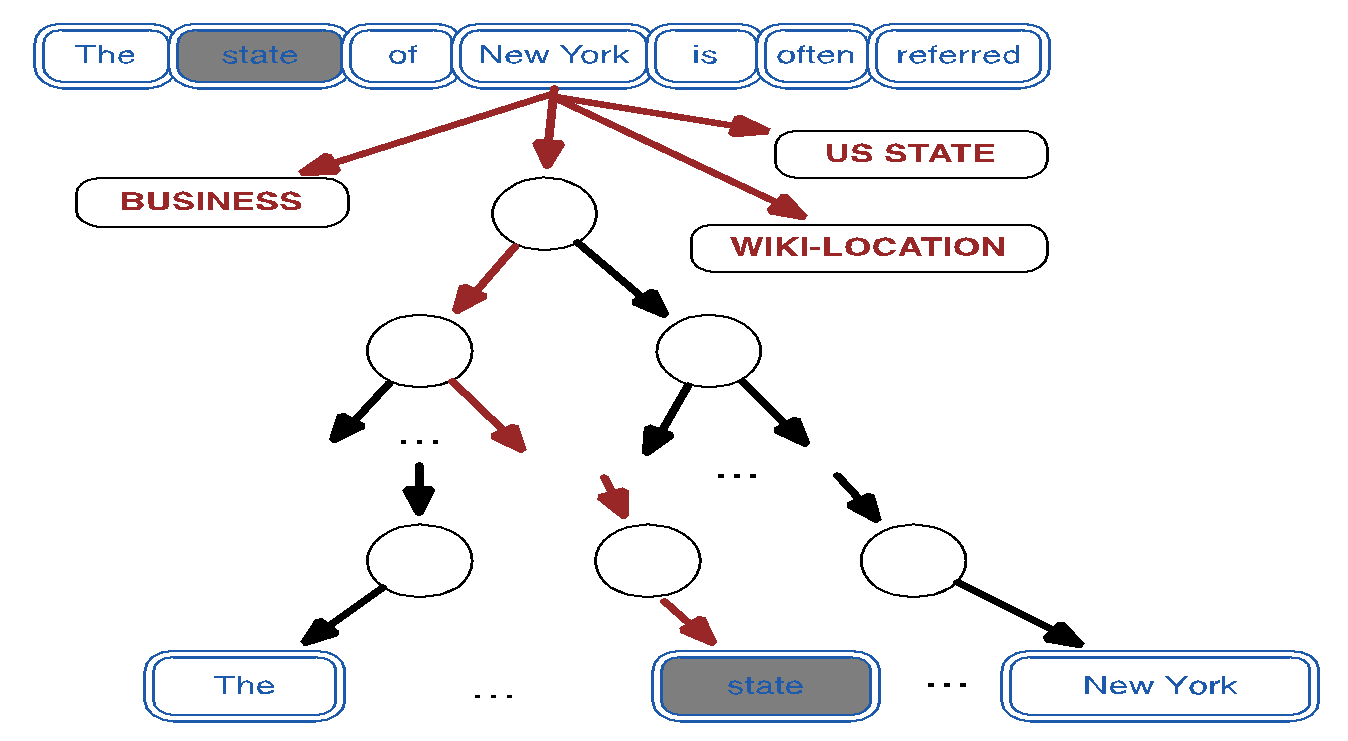 The state of New York is often referred
US STATE
BUSINESS
WIKI-LOCATION
...
...
The ... state ... New York